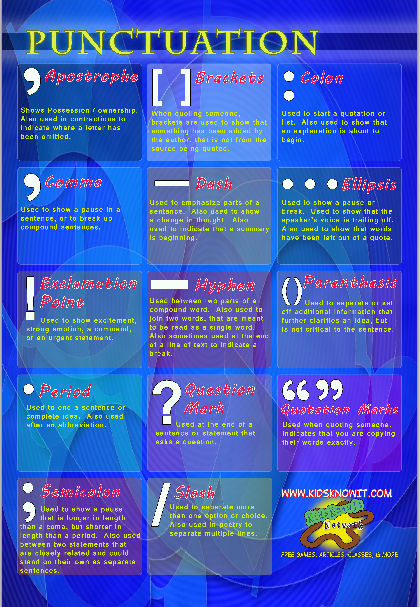 PUNCTUATION
Apostrophe
Shows Possession / ownership.
Also used in contractions to
indicate where a letter has
been omitted.
[ ] Brackets
When quoting someone,
brackets are used to show that
something has been added by
the author, that is not from the
source being quoted.
Colon
Used to start a quotation or
list. Also used to show that
an explanation is about to
begin.
Comma
Used to show a pause in a
sentence, or to break up
compound sentences.
Dash
Used to emphasize parts of a
sentence. Also used to show
a change in thought. Also
used to indicate that a summary
is beginning.
Ellipsis
Used to show a pause or
break. Used to show that the
speaker's voice is trailing off.
Also used to show that words
have been left out of a quote.
! Exclamation
Point
Used to show excitement,
strong emotion, a command,
or an urgent statement.
Hyphen
Used between two parts of a
compound word. Also used to
join two words, that are meant
to be read as a single word.
Also sometimes used at the end
of a line of text to indicate a
break.
() Paranthasis
Used to seperate or set
off additional information that
further clarifies an idea, but
is not critical to the sentence.
Period
Used to end a sentence or
complete idea. Also used
after an abbreviation.
? Question
Mark
Used at the end of a
sentence or statement that
asks a question.
“ ”
Quotation Marks
Used when quoting someone.
Indicates that you are copying
their words exactly.
; Semicolon
Used to show a pause
that is longer in length
than a coma, but shorter in
length than a period. Also used
between two statements that
are closely related and could
stand on their own as separate
sentences.
/ Slash
Used to separate more
then one option or choice.
Also used in poetry to
separate multiple lines.
WWW.KIDSKNOWIT.COM
Network
FREE GAMES, ARTICLES, CLASSES, & MORE